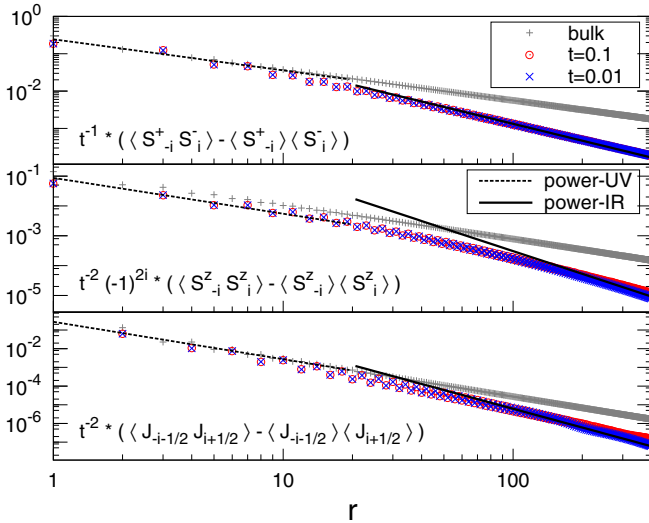 10^0
10^-2
bulk
t=0.1
t=0.01
t^-1 * ( ⟨ S^+_-i S^-_i ⟩ - ⟨ S^+_-i ⟩ ⟨ S^-_i ⟩ )
10^-1
10^-3
10^-5
power-UV
power-IR
t^-2 (-1)^2i * ( ⟨ S^z_-i S^z_i ⟩ - ⟨ S^z_-i ⟩ ⟨ S^z_i ⟩ )
10^-2
10^-4
10^-6
t^-2 * ( ⟨ J_-i-1/2 J_i+1/2 ⟩ - ⟨ J_-i-1/2 ⟩ ⟨ J_i+1/2 ⟩ )
1 10 100
r